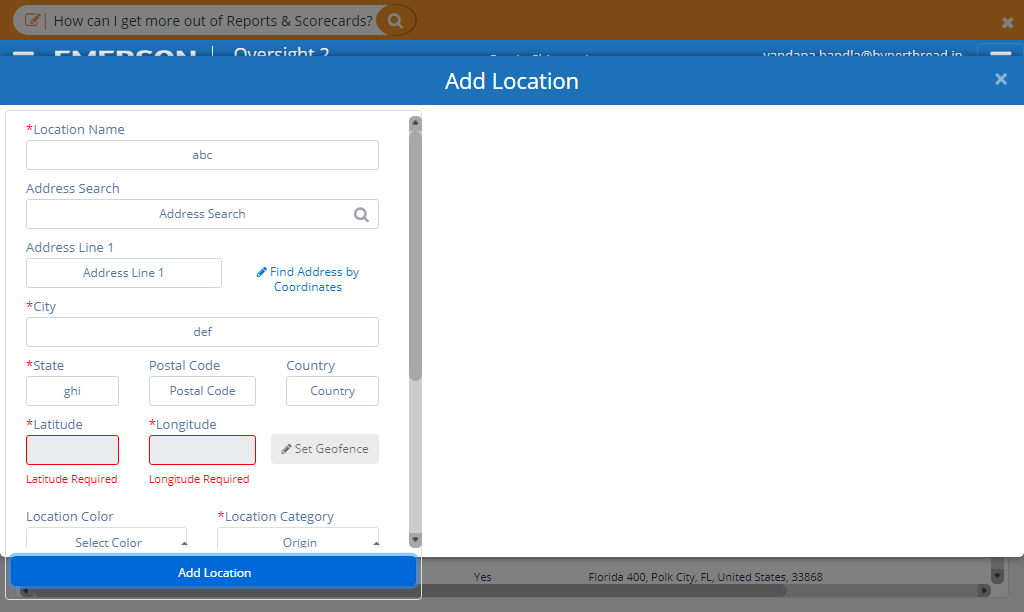 How can I get more out of Reports & Scorecards?
EMERSON Oversight 2 vandana.bandla@hyperthread.in
Add Location
*Location Name
abc
Address Search
Address Search
Address Line 1
Address Line 1
Find Address by
Coordinates
*City
def
*State Postal Code Country
ghi Postal Code Country
*Latitude *Longitude
Set Geofence
Latitude Required Longitude Required
Location Color *Location Category
Select Color Origin
Add Location
Yes Florida 400, Polk City, FL, United States, 33868